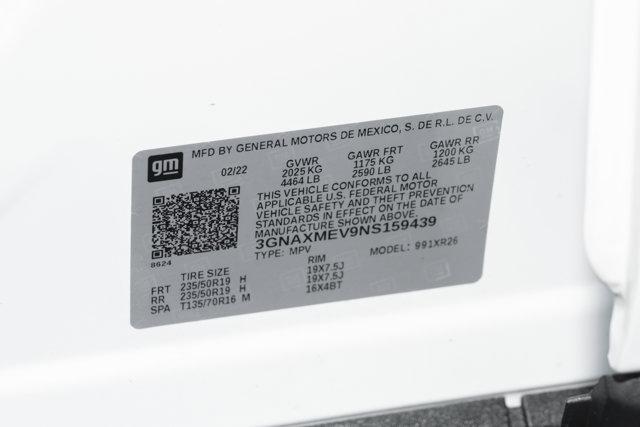 gm
MFD BY GENERAL MOTORS DE MEXICO, S. DE R.L. DE C.V.
02/22 GVWR GAWR FRT GAWR RR
2025 KG 1175 KG 1200 KG
4464 LB 2590 LB 2645 LB
THIS VEHICLE CONFORMS TO ALL
APPLICABLE U.S. FEDERAL MOTOR
VEHICLE SAFETY AND THEFT PREVENTION
STANDARDS IN EFFECT ON THE DATE OF
MANUFACTURE SHOWN ABOVE.
3GNAXMEV9NS159439
8624
TYPE: MPV MODEL: 991XR26
TIRE SIZE RIM
FRT 235/50R19 H 19X7.5J
RR 235/50R19 H 19X7.5J
SPA T135/70R16 M 16X4BT